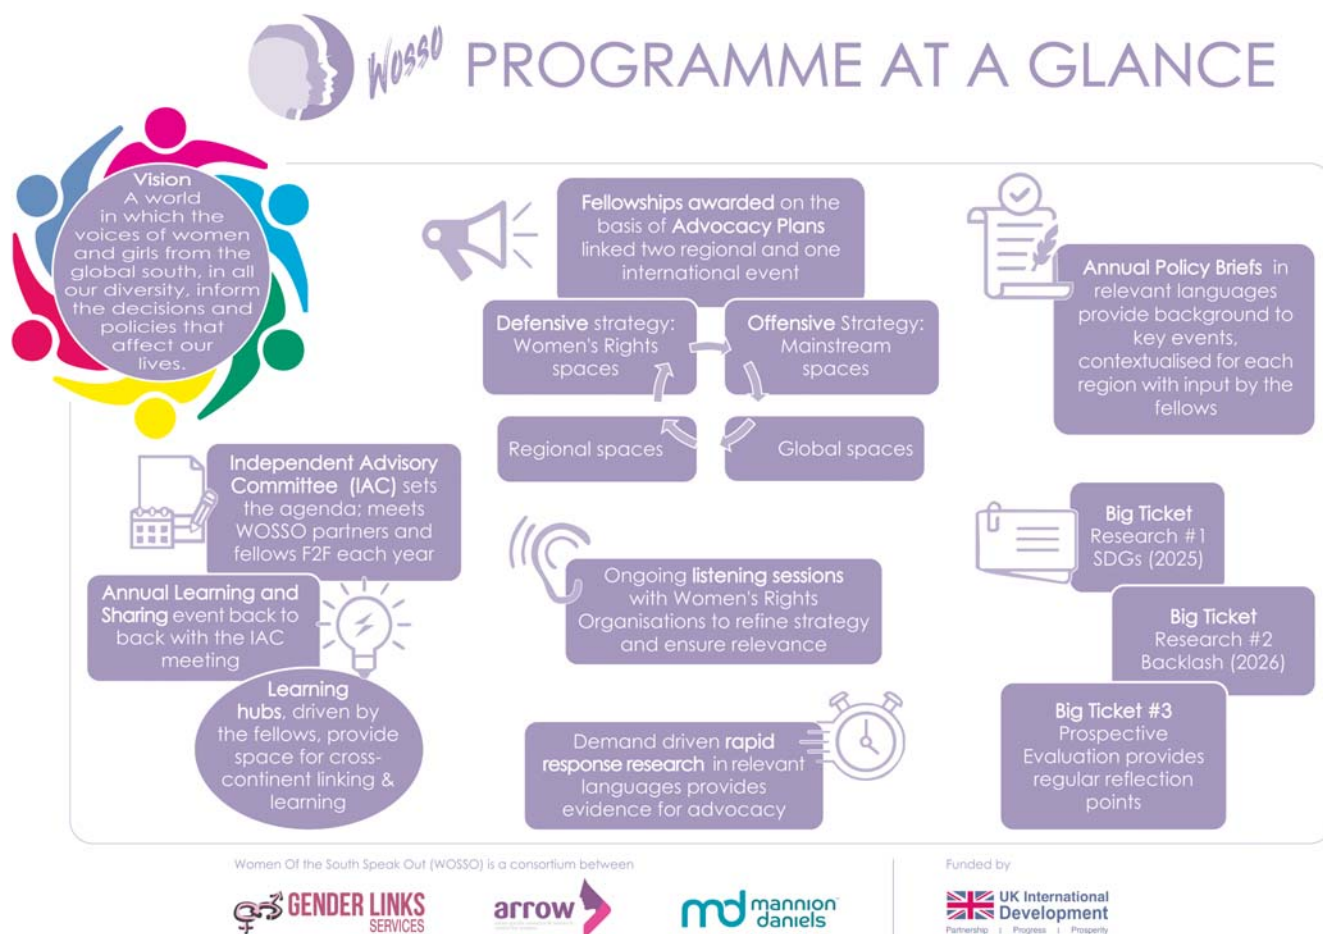 Wosso
PROGRAMME AT A GLANCE
Vision
A world
in which the
voices of women
and girls from the
global south, in all
our diversity, inform
the decisions and
policies that
affect our
lives.
Fellowships awarded on the
basis of Advocacy Plans
linked two regional and one
international event
Defensive strategy:
Women's Rights
spaces
Offensive Strategy:
Mainstream
spaces
Regional spaces
Global spaces
Annual Policy Briefs in
relevant languages
provide background to
key events,
contextualised for each
region with input by the
fellows
Independent Advisory
Committee (IAC) sets
the agenda; meets
WOSSO partners and
fellows F2F each year
Annual Learning and
Sharing event back to
back with the IAC
meeting
Learning
hubs, driven by
the fellows, provide
space for cross-
continent linking &
learning
Ongoing listening sessions
with Women's Rights
Organisations to refine strategy
and ensure relevance
Demand driven rapid
response research in relevant
languages provides
evidence for advocacy
Big Ticket
Research #1
SDGs (2025)
Big Ticket
Research #2
Backlash (2026)
Big Ticket #3
Prospective
Evaluation provides
regular reflection
points
Women Of the South Speak Out (WOSSO) is a consortium between
GENDER LINKS
SERVICES
arrow
md mannion
daniels
Funded by
UK International
Development
Partnership | Progress | Prosperity